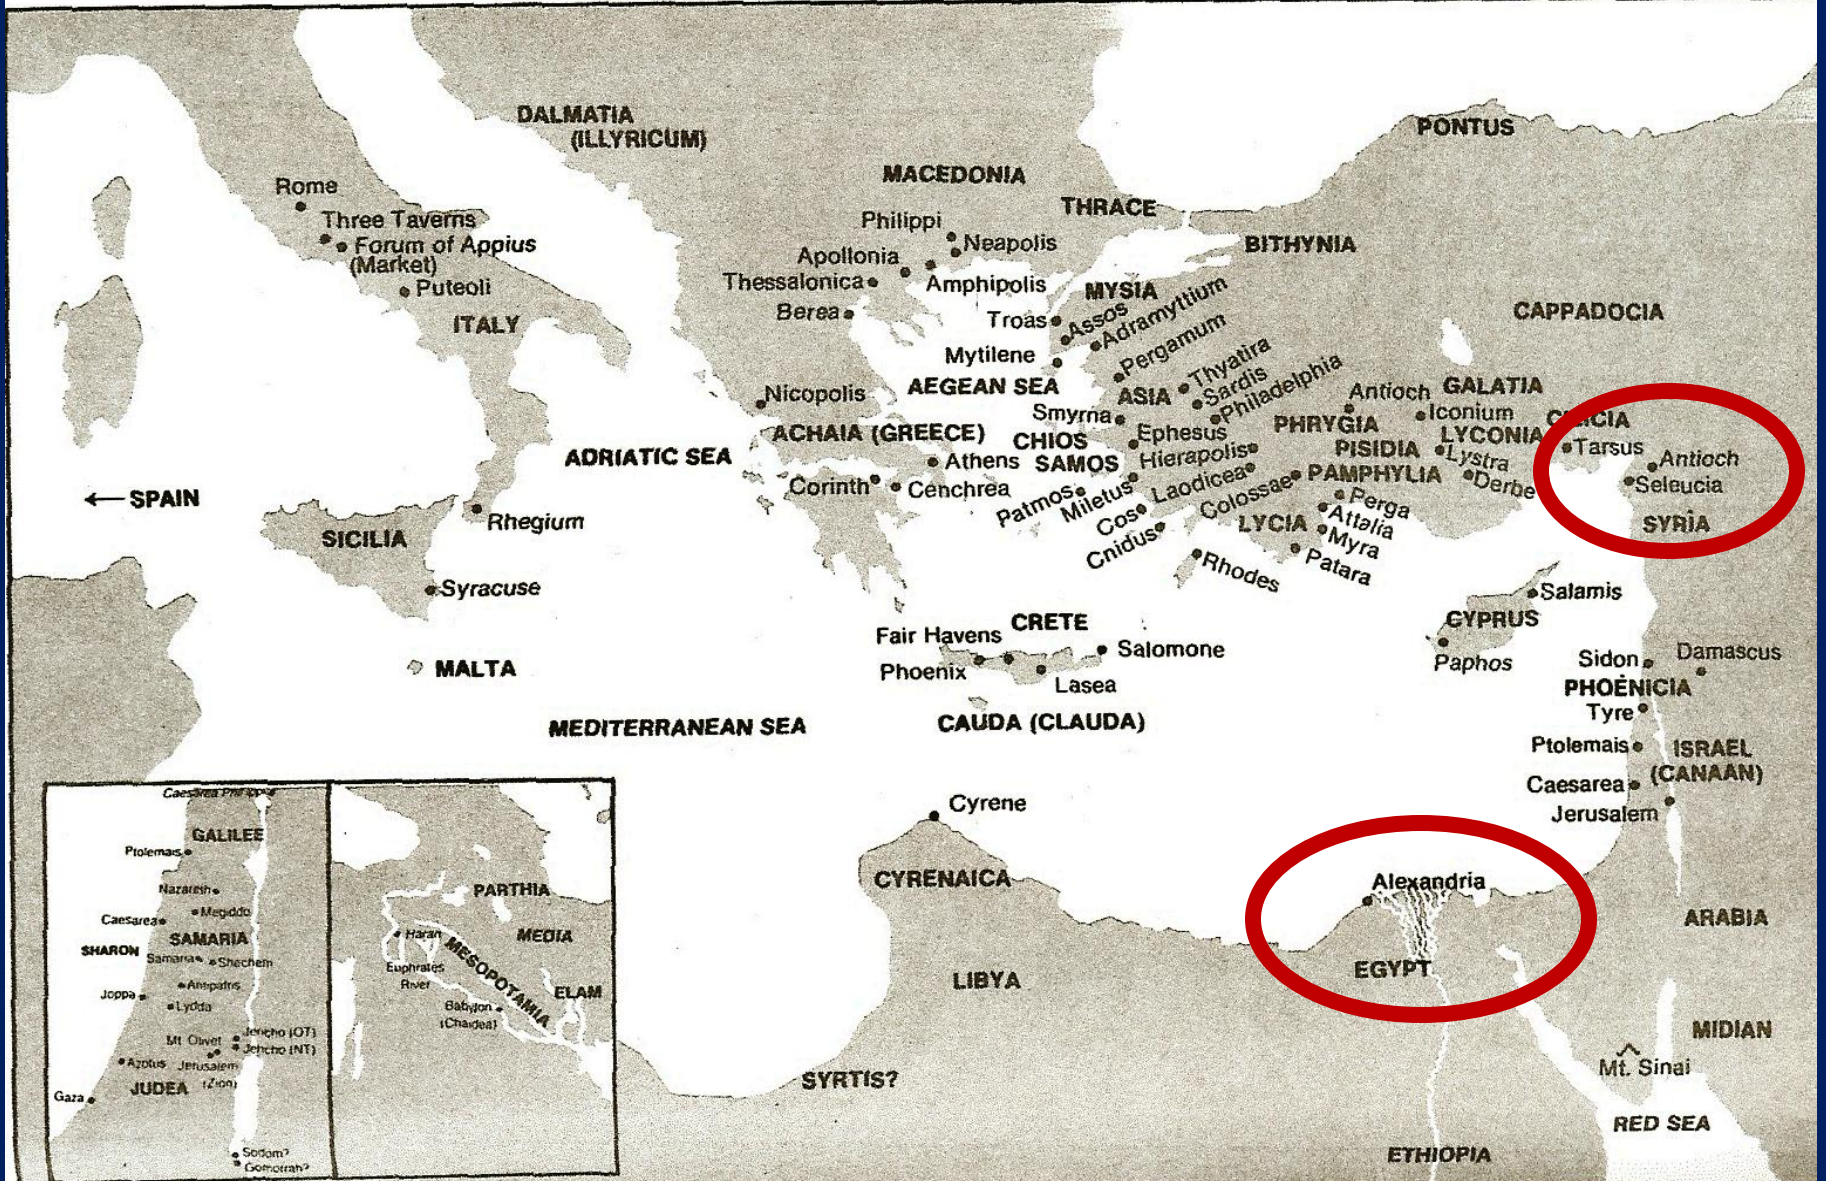 DALMATIA
(ILLYRICUM)
PONTUS
MACEDONIA
THRACE
Rome
Three Taverns
Forum of Appius
(Market)
Puteoli
ITALY
Philippi
Neapolis
Apollonia
Thessalonica
Amphipolis
Berea
BITHYNIA
MYSIA
CAPPADOCIA
Troas
Assos
Adramyttium
Mytilene
Pergamum
AEGEAN SEA
ASIA
Thyatira
Sardis
Philadelphia
Nicopolis
Smyrna
Antioch
GALATIA
PHRYGIA
Iconium
CILICIA
ACHAIA (GREECE)
CHIOS
Ephesus
LYCONIA
ADRIATIC SEA
Athens
SAMOS
Hierapolis
PISIDIA
Lystra
Tarsus
Antioch
Corinth
Cenchrea
Patmos
Miletus
Laodicea
Colossae
PAMPHYLIA
Derbe
Seleucia
SPAIN
Rhegium
Cos
Cnidus
LYCIA
Perga
Attalia
Myra
Patara
SYRIA
SICILIA
Rhodes
Syracuse
Salamis
CYPRUS
Paphos
CRETE
Fair Havens
Salomone
Phoenix
Lasea
MALTA
Sidon
Damascus
PHOENICIA
Tyre
MEDITERRANEAN SEA
CAUDA (CLAUDA)
Ptolemais
ISRAEL
(CANAAN)
Caesarea
Jerusalem
Cyrene
CYRENAICA
Alexandria
ARABIA
LIBYA
EGYPT
MIDIAN
Mt. Sinai
SYRTIS?
RED SEA
ETHIOPIA
Caesarea Philippi
GALILEE
Ptolemais
Nazareth
Megiddo
Caesarea
SAMARIA
SHARON
Samaria
Shechem
Antipatris
Joppa
Lydda
Mt Olivet
Jericho (OT)
Jericho (NT)
Azotus
Jerusalem
(Zion)
JUDEA
Gaza
Sodom?
Gomorrah?
PARTHIA
Haran
MEDIA
MESOPOTAMIA
Euphrates
River
ELAM
Babylon
(Chaldea)